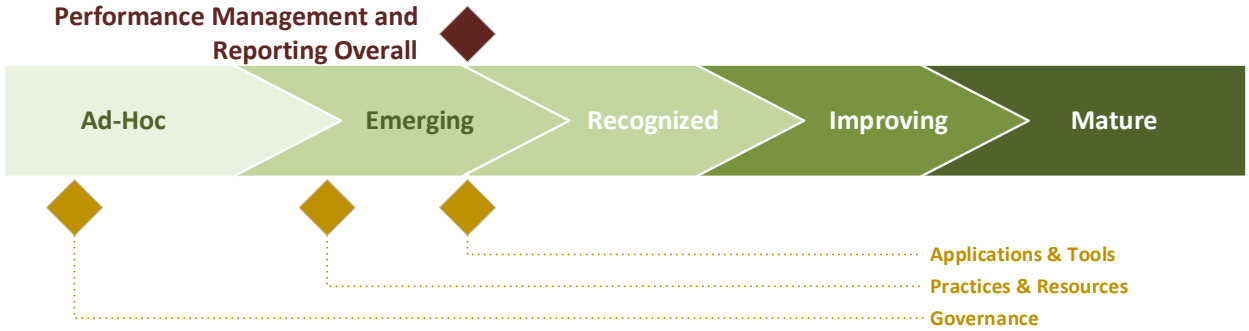 Performance Management and
Reporting Overall
Ad-Hoc
Emerging
Recognized
Improving
Mature
Applications & Tools
Practices & Resources
Governance